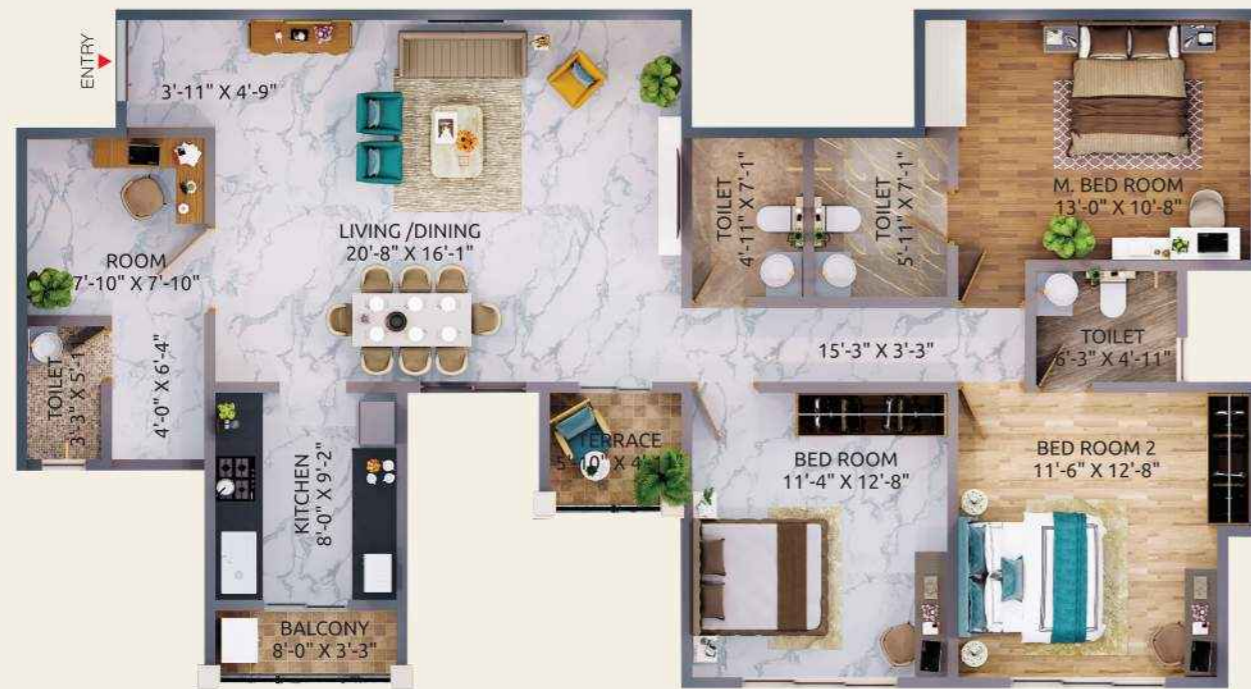 ENTRY
3'-11" X 4'-9"
LIVING /DINING
20'-8" X 16'-1"
ROOM
7'-10" X 7'-10"
TOILET
3'-3" X 5'-1"
4'-0" X 6'-4"
KITCHEN
8'-0" X 9'-2"
BALCONY
8'-0" X 3'-3"
TERRACE
TOILET
4'-11" X 7'-1"
TOILET
5'-11" X 7'-1"
M. BED ROOM
13'-0" X 10'-8"
TOILET
6'-3" X 4'-11"
15'-3" X 3'-3"
BED ROOM
11'-4" X 12'-8"
BED ROOM 2
11'-6" X 12'-8"